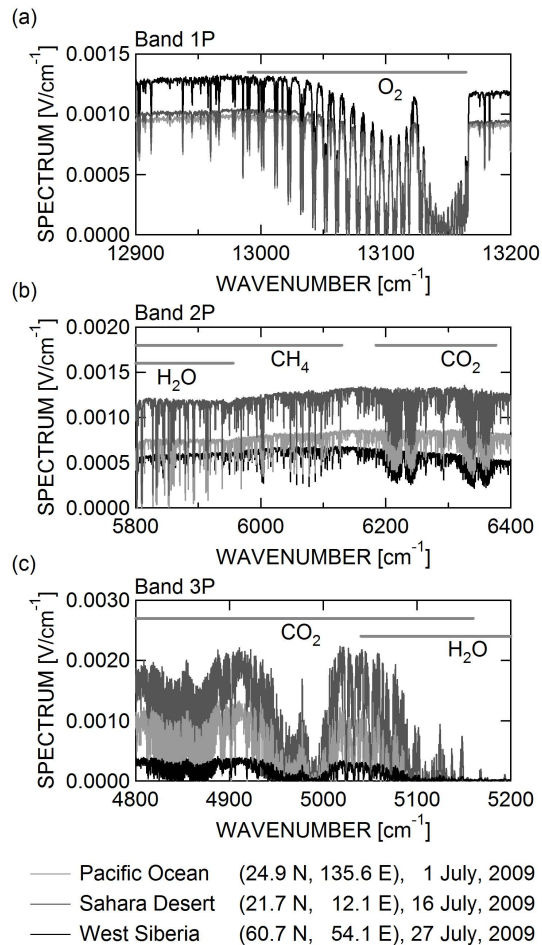 (a)
Band 1P
0.0015
0.0010
0.0005
0.0000
SPECTRUM [V/cm⁻¹]
O₂
12900 13000 13100 13200
WAVENUMBER [cm⁻¹]
(b)
Band 2P
0.0020
0.0015
0.0010
0.0005
0.0000
SPECTRUM [V/cm⁻¹]
CH₄ CO₂
H₂O
5800 6000 6200 6400
WAVENUMBER [cm⁻¹]
(c)
Band 3P
0.0030
0.0020
0.0010
0.0000
SPECTRUM [V/cm⁻¹]
CO₂
H₂O
4800 4900 5000 5100 5200
WAVENUMBER [cm⁻¹]
Pacific Ocean (24.9 N, 135.6 E), 1 July, 2009
Sahara Desert (21.7 N, 12.1 E), 16 July, 2009
West Siberia (60.7 N, 54.1 E), 27 July, 2009